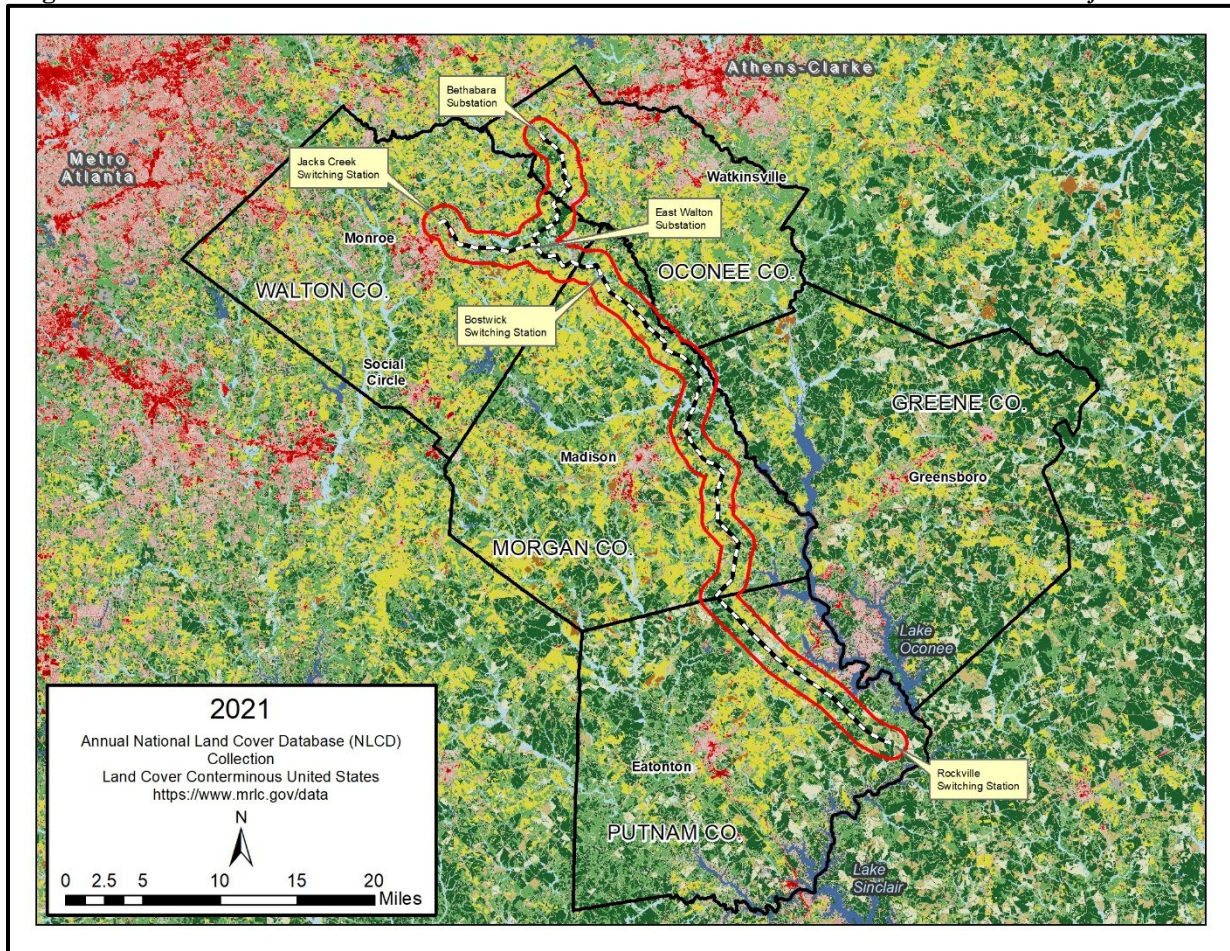 Athens-Clarke
Bethabara
Substation
Metro
Atlanta
Jacks Creek
Switching Station
Watkinsville
East Walton
Substation
Monroe
OCONEE CO.
WALTON CO.
Bostwick
Switching Station
Social
Circle
GREENE CO.
Madison
Greensboro
MORGAN CO.
Lake
Oconee
2021
Annual National Land Cover Database (NLCD)
Collection
Land Cover Conterminous United States
https://www.mrlc.gov/data
N
0 2.5 5 10 15 20
Miles
Eatonton
Rockville
Switching Station
PUTNAM CO.
Lake
Sinclair